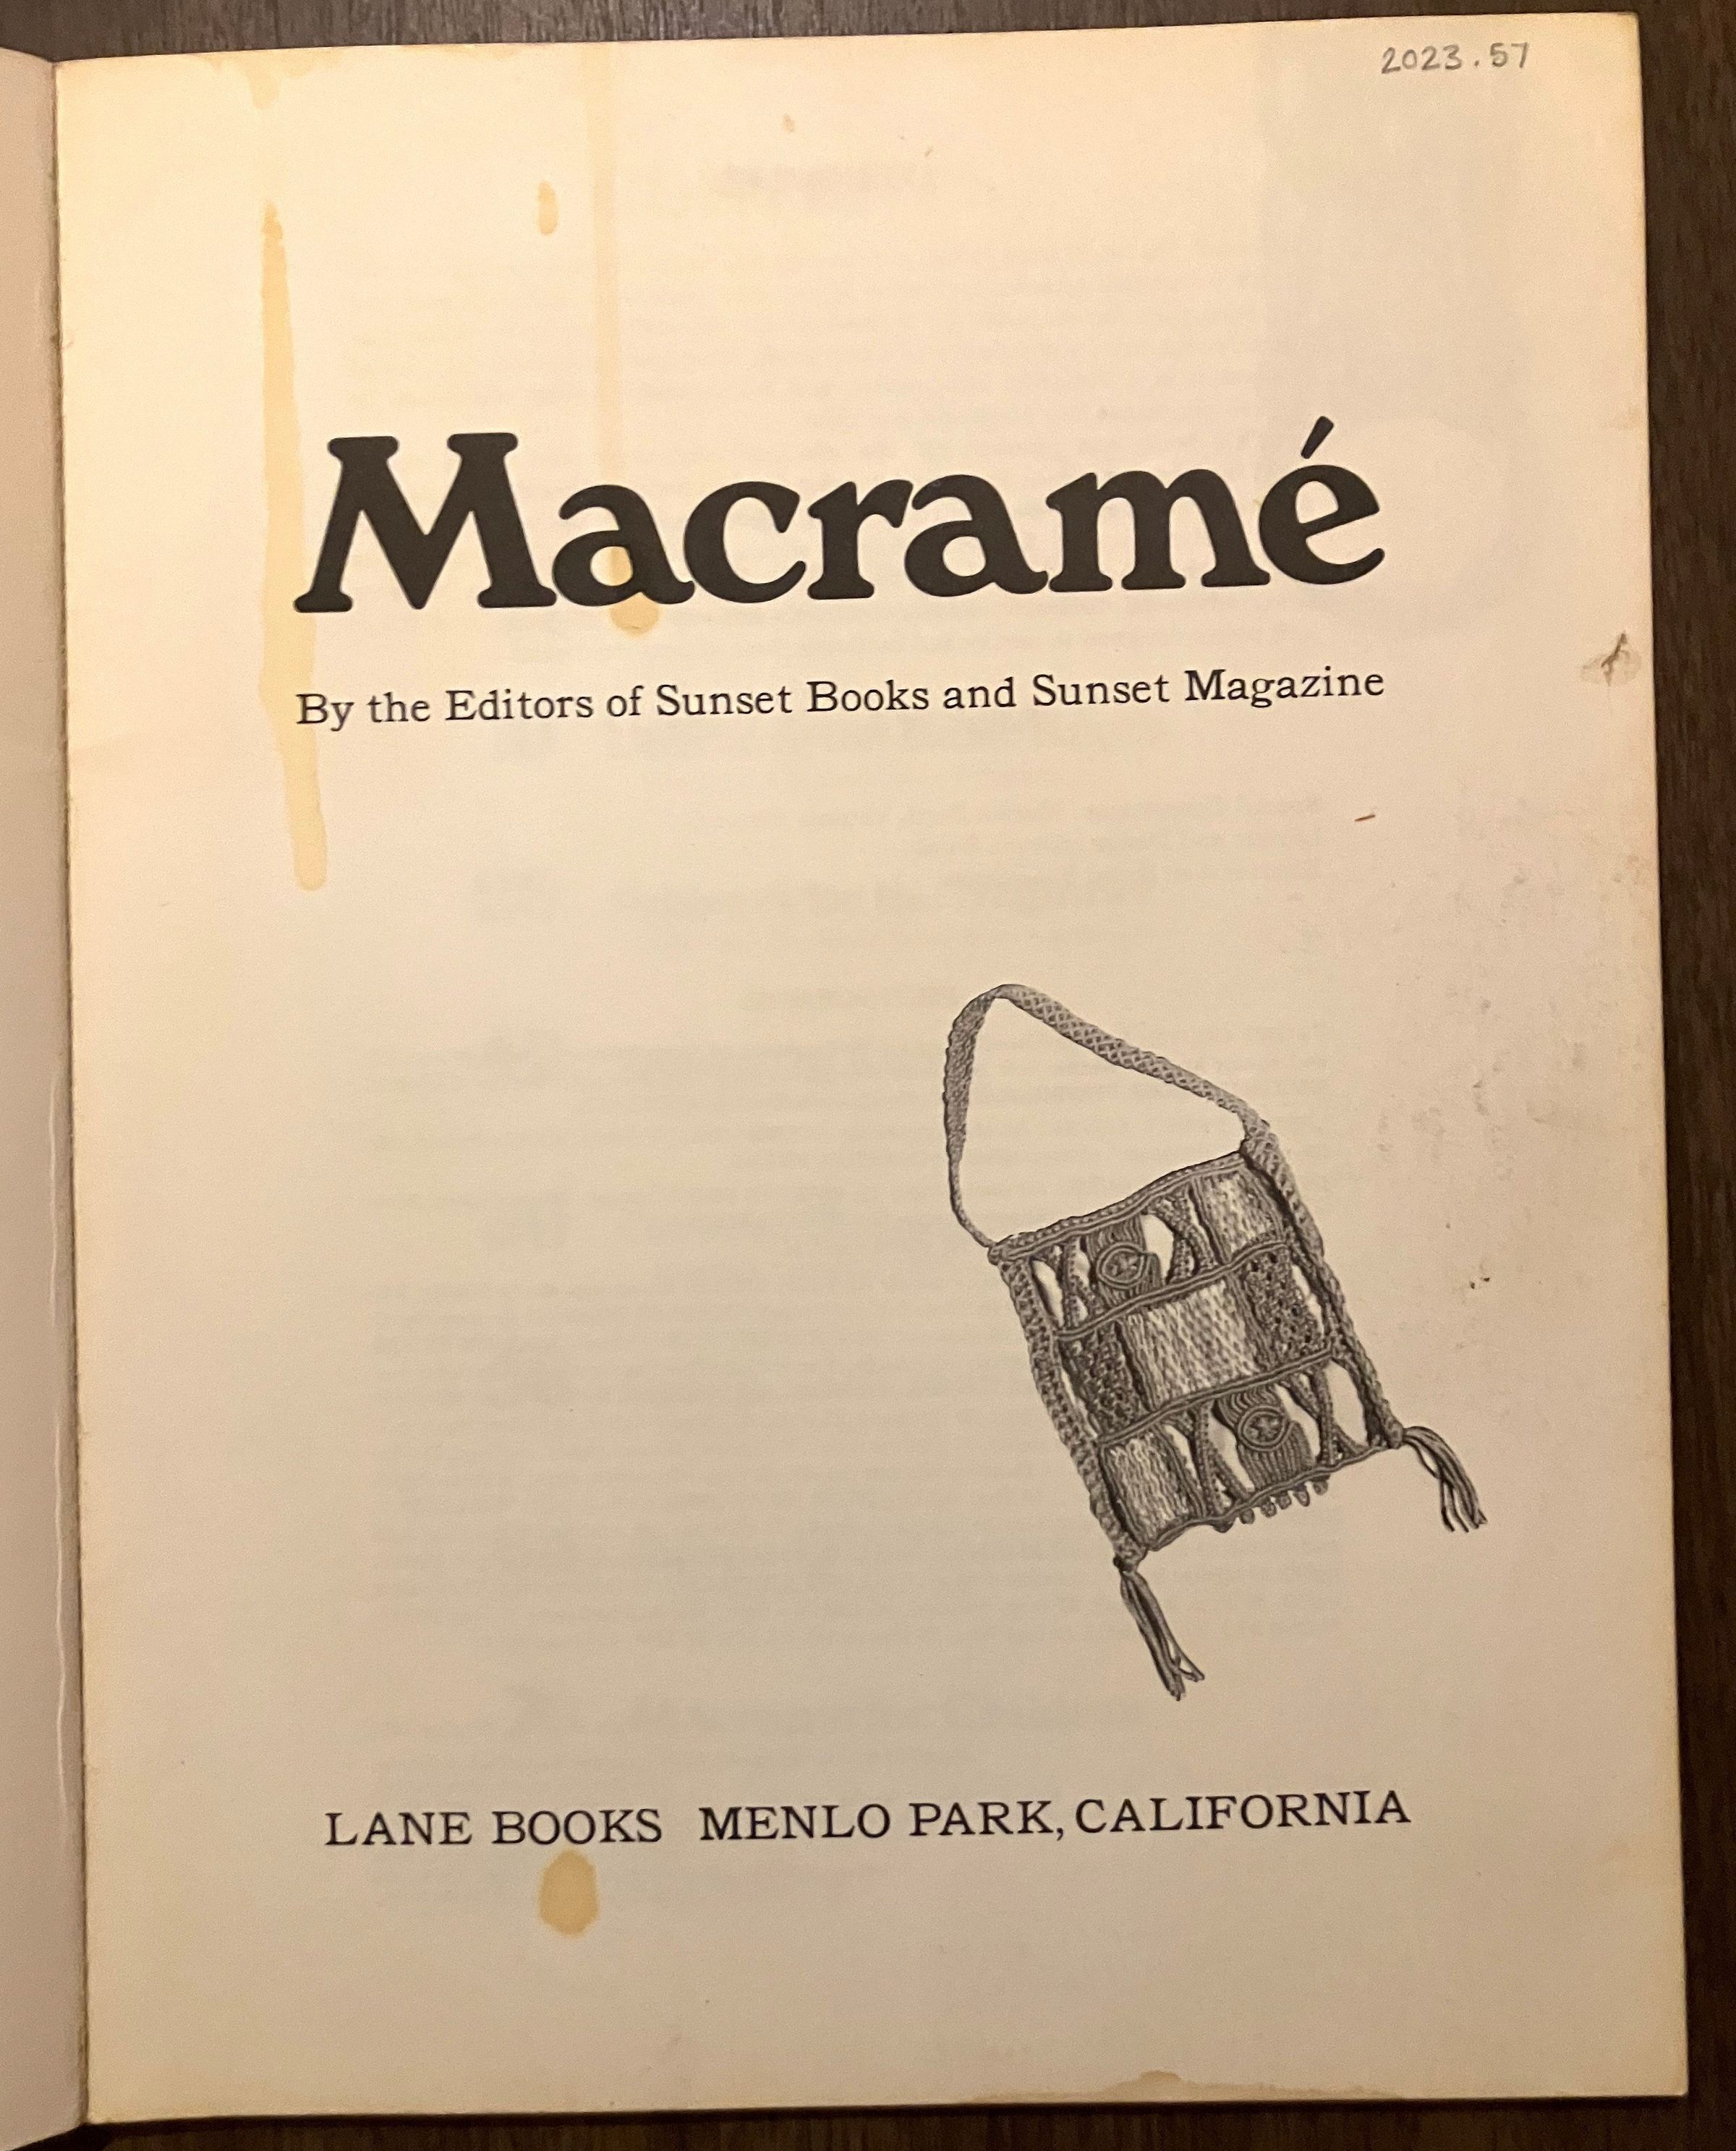 2023.57
Macramé
By the Editors of Sunset Books and Sunset Magazine
LANE BOOKS MENLO PARK, CALIFORNIA